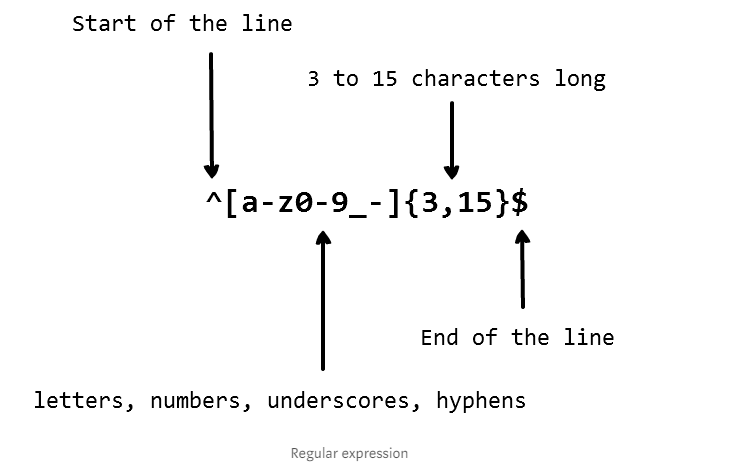 Start of the line
3 to 15 characters long
^[a-z0-9_-]{3,15}$
End of the line
letters, numbers, underscores, hyphens
Regular expression